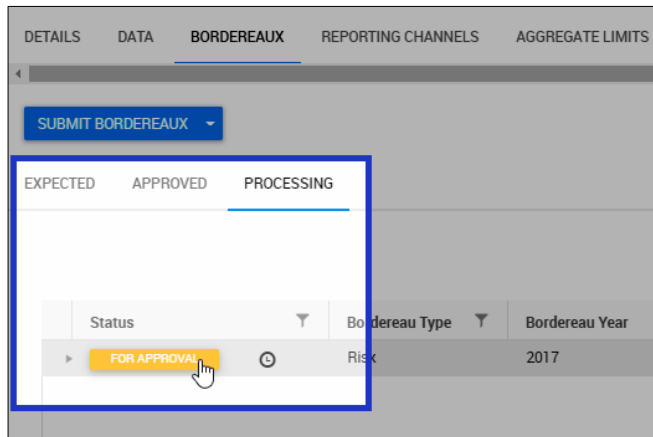 DETAILS DATA BORDEREAUX REPORTING CHANNELS AGGREGATE LIMITS
SUBMIT BORDEREAUX
EXPECTED APPROVED PROCESSING
Status Bordereau Type Bordereau Year
FOR APPROVAL Risk 2017